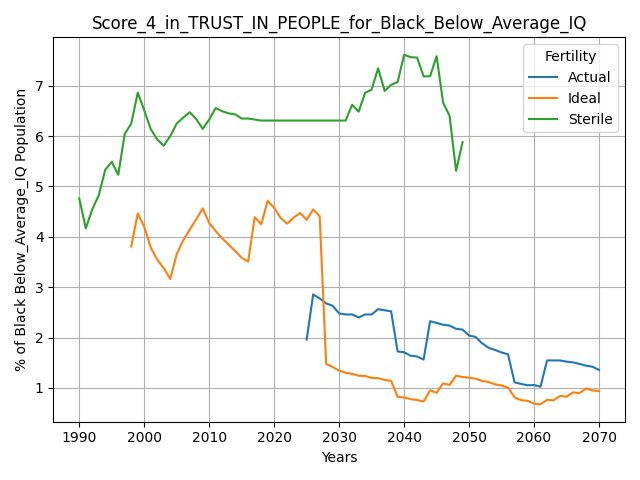 Score_4_in_TRUST_IN_PEOPLE_for_Black_Below_Average_IQ
% of Black Below_Average_IQ Population
7
6
5
4
3
2
1
Fertility
Actual
Ideal
Sterile
1990 2000 2010 2020 2030 2040 2050 2060 2070
Years